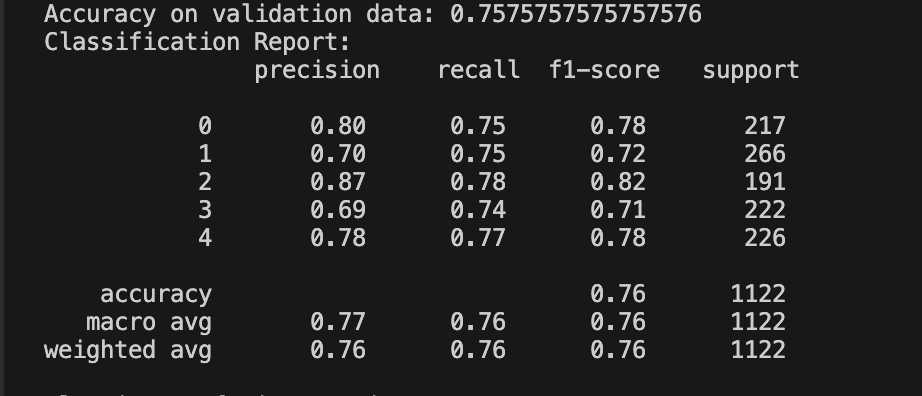 Accuracy on validation data: 0.7575757575757576
Classification Report:
precision recall f1-score support
0 0.80 0.75 0.78 217
1 0.70 0.75 0.72 266
2 0.87 0.78 0.82 191
3 0.69 0.74 0.71 222
4 0.78 0.77 0.78 226
accuracy 0.76 1122
macro avg 0.77 0.76 0.76 1122
weighted avg 0.76 0.76 0.76 1122